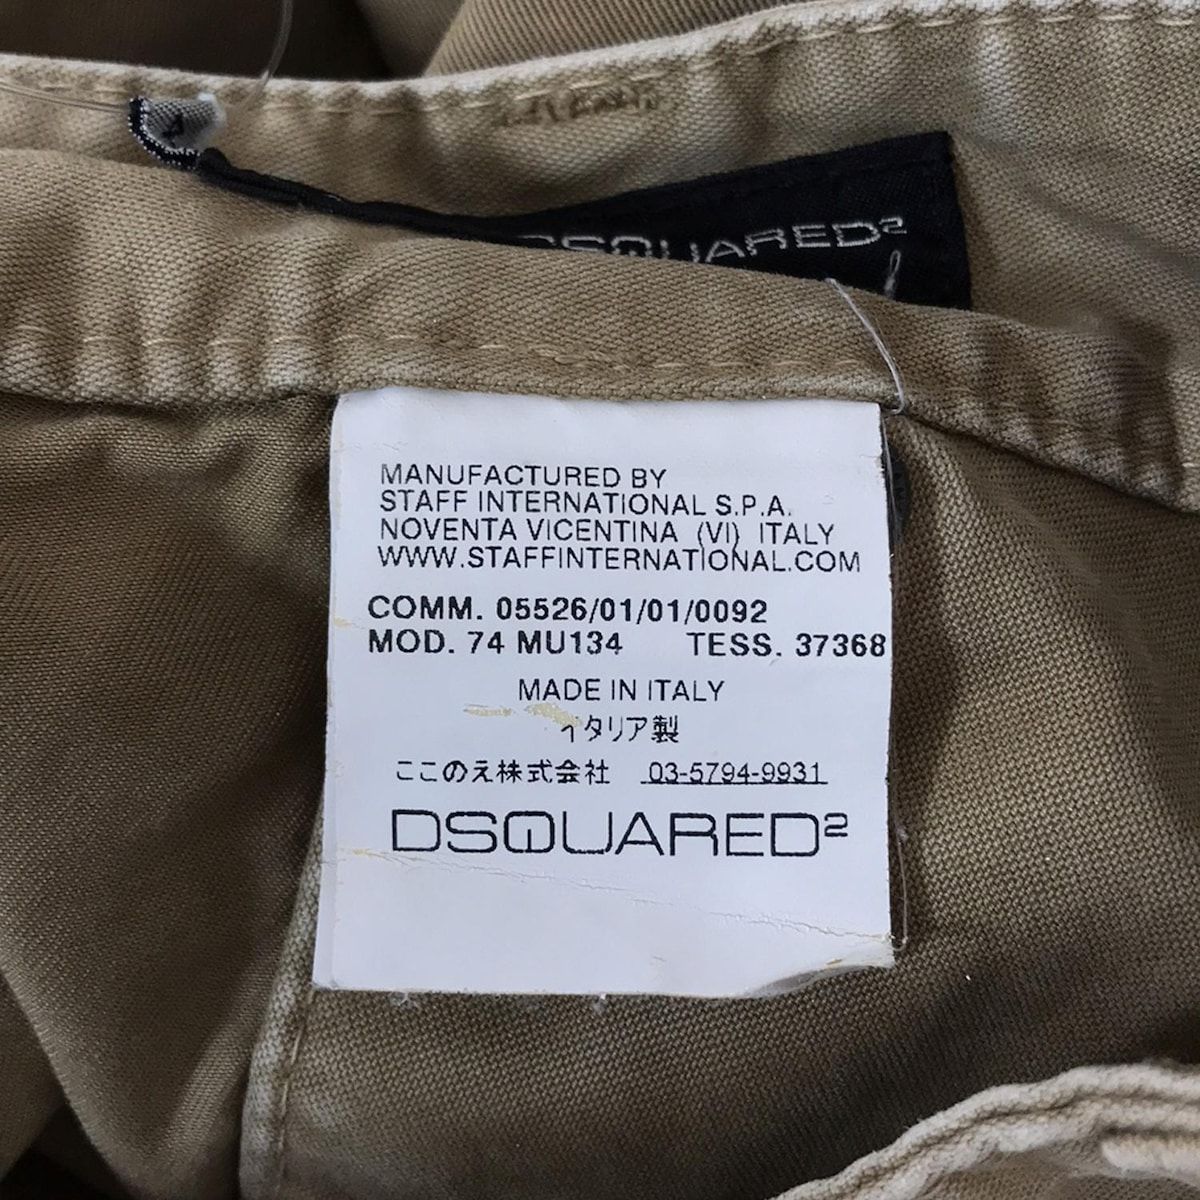 DSQUARED²
MANUFACTURED BY
STAFF INTERNATIONAL S.P.A.
NOVENTA VICENTINA (VI) ITALY
WWW.STAFFINTERNATIONAL.COM
COMM. 05526/01/01/0092
MOD. 74 MU134 TESS. 37368
MADE IN ITALY
イタリア製
ここのえ株式会社 03-5794-9931
DSQUARED²